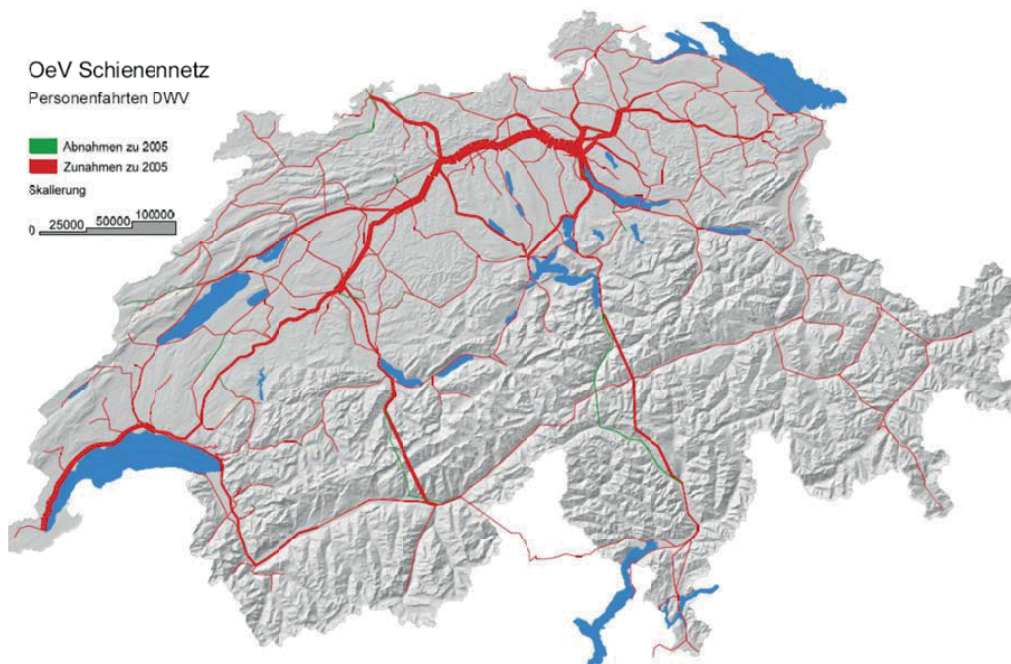 OeV Schienennetz
Personenfahrten DWV
Abnahmen zu 2005
Zunahmen zu 2005
Skalierung
0 25000 50000 100000